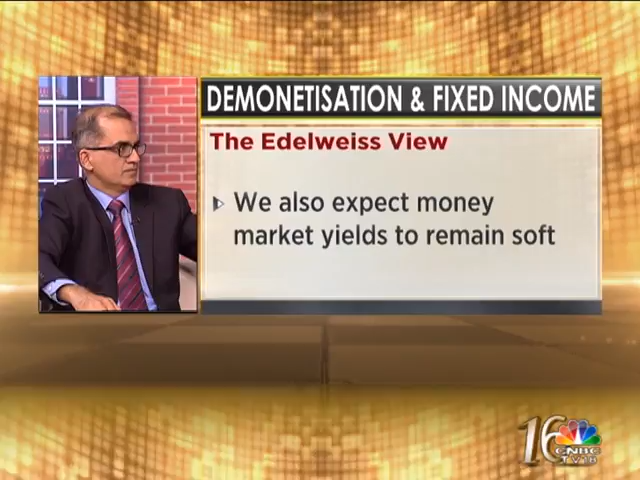 DEMONETISATION & FIXED INCOME
The Edelweiss View
We also expect money
market yields to remain soft
16
CNBC
TV18